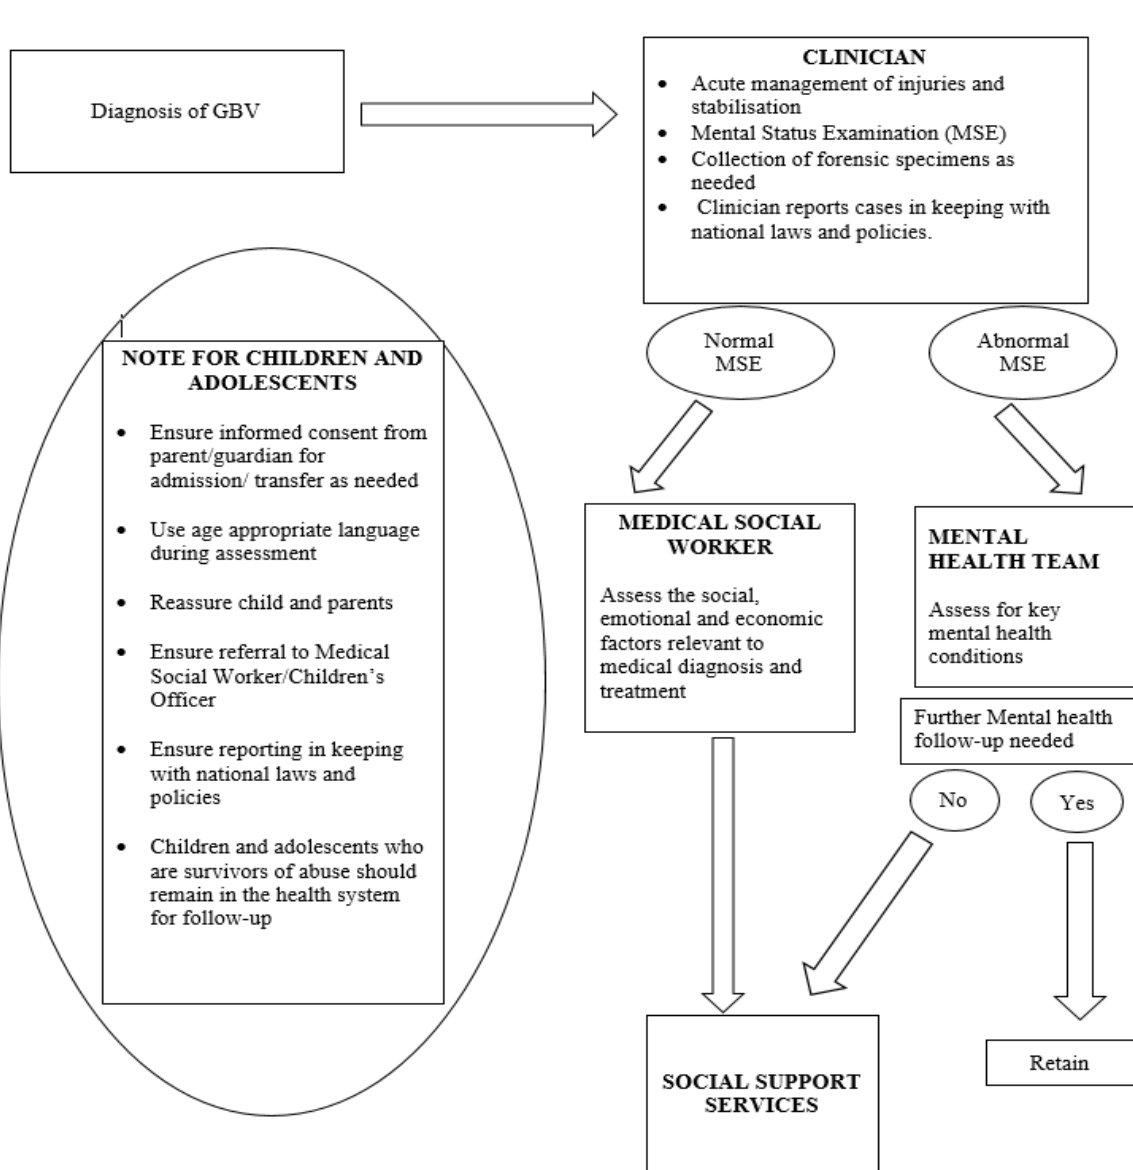 Diagnosis of GBV
CLINICIAN
• Acute management of injuries and
stabilisation
• Mental Status Examination (MSE)
• Collection of forensic specimens as
needed
• Clinician reports cases in keeping with
national laws and policies.
Normal
MSE
Abnormal
MSE
NOTE FOR CHILDREN AND
ADOLESCENTS
• Ensure informed consent from
parent/guardian for
admission/ transfer as needed
• Use age appropriate language
during assessment
• Reassure child and parents
• Ensure referral to Medical
Social Worker/Children's
Officer
• Ensure reporting in keeping
with national laws and
policies
• Children and adolescents who
are survivors of abuse should
remain in the health system
for follow-up
MEDICAL SOCIAL
WORKER
Assess the social,
emotional and economic
factors relevant to
medical diagnosis and
treatment
MENTAL
HEALTH TEAM
Assess for key
mental health
conditions
Further Mental health
follow-up needed
No
Yes
Retain
SOCIAL SUPPORT
SERVICES